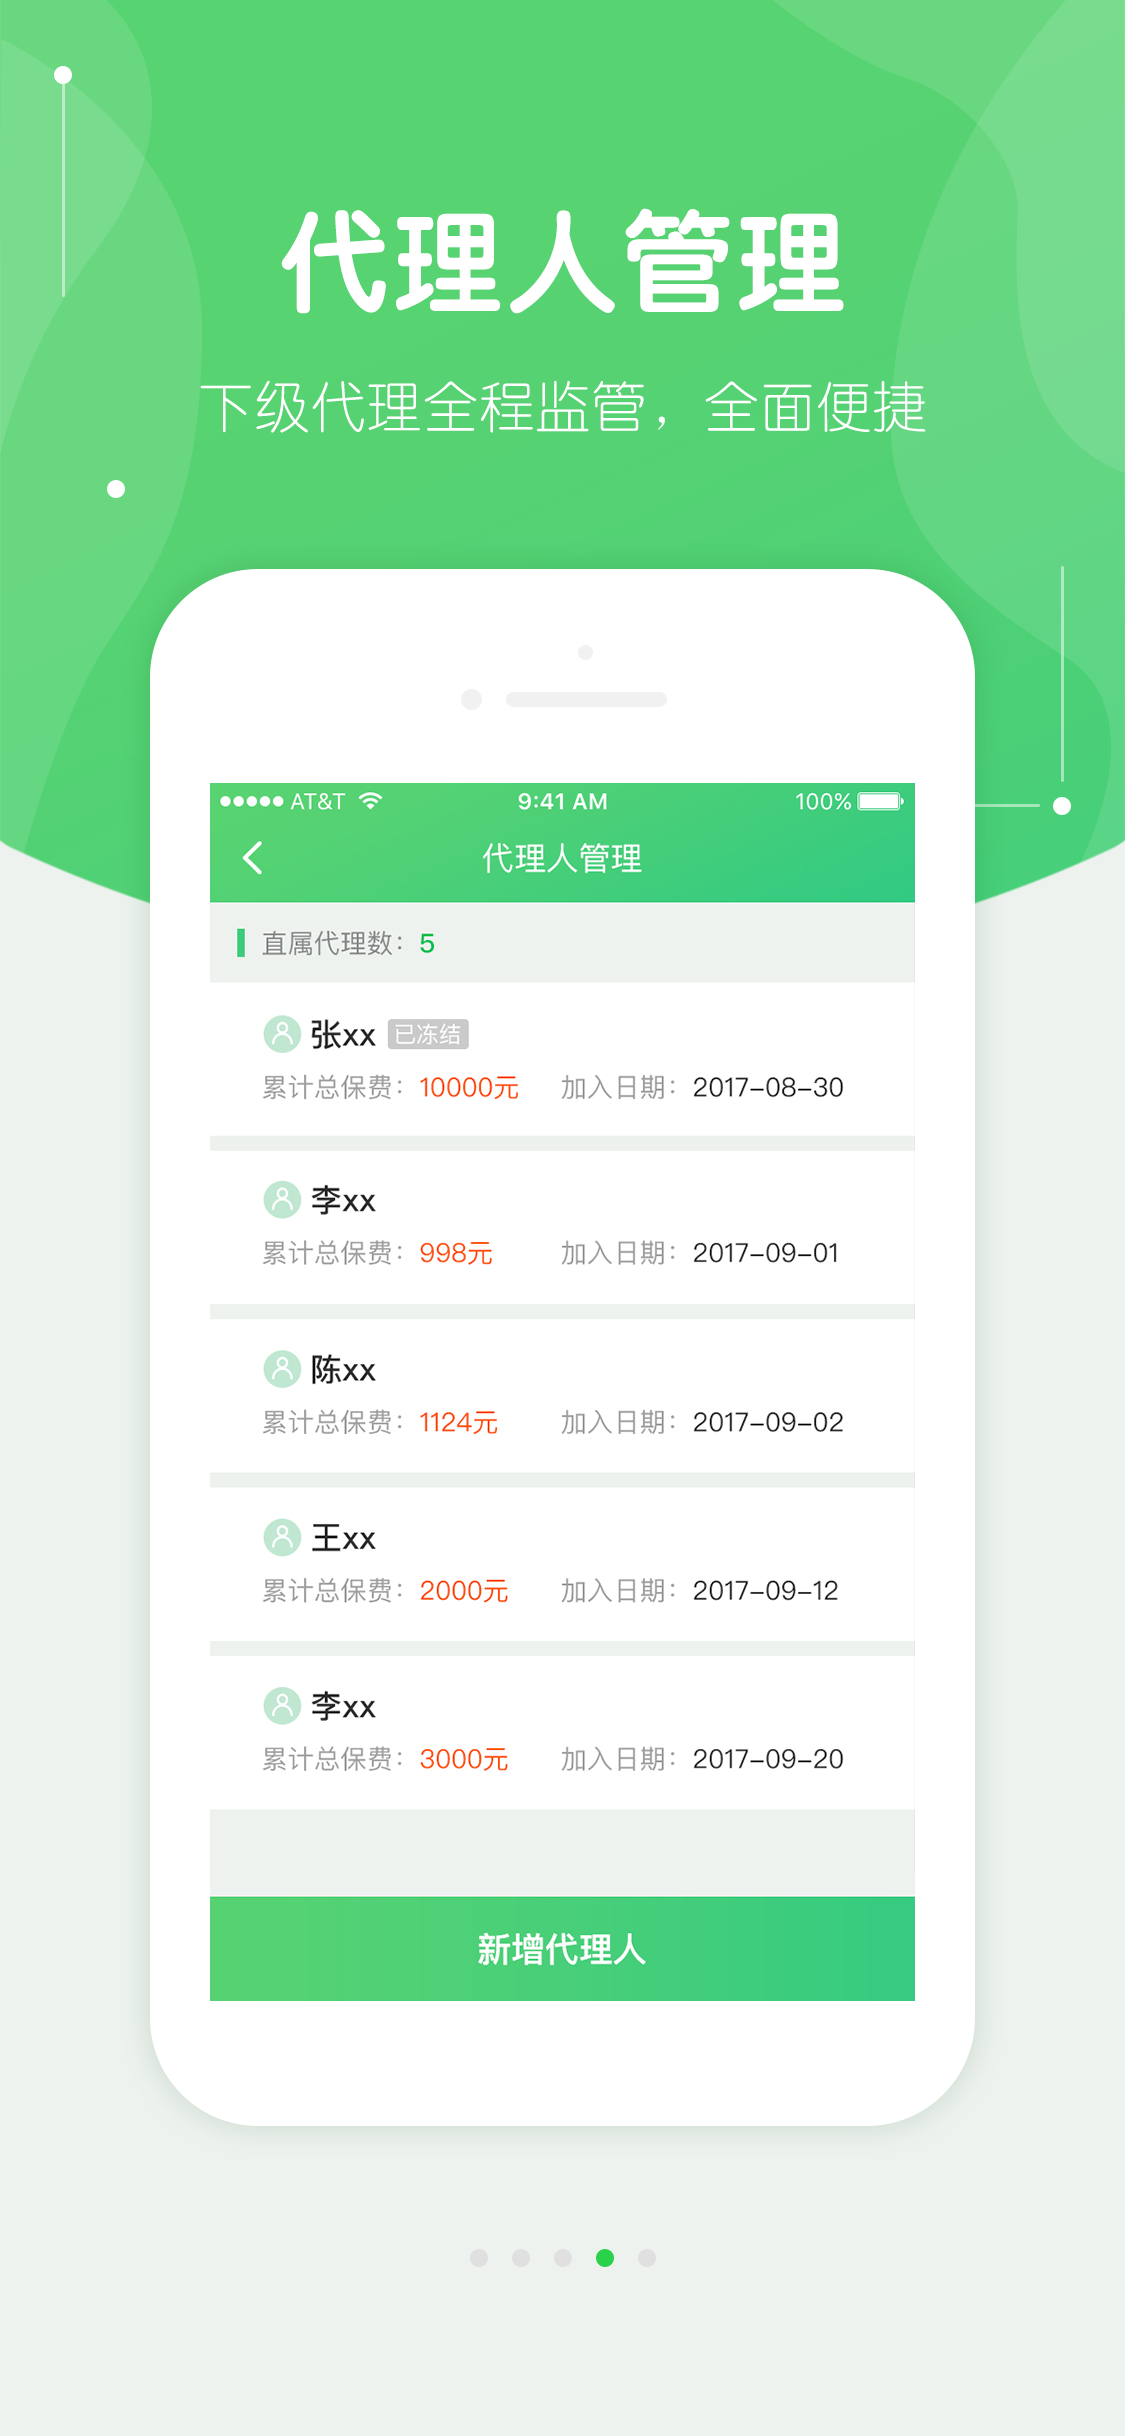 代理人管理
下级代理全程监管，全面便捷
AT&T 9:41 AM 100%
代理人管理
直属代理数：5
张xx 已冻结
累计总保费：10000元 加入日期：2017-08-30
李xx
累计总保费：998元 加入日期：2017-09-01
陈xx
累计总保费：1124元 加入日期：2017-09-02
王xx
累计总保费：2000元 加入日期：2017-09-12
李xx
累计总保费：3000元 加入日期：2017-09-20
新增代理人